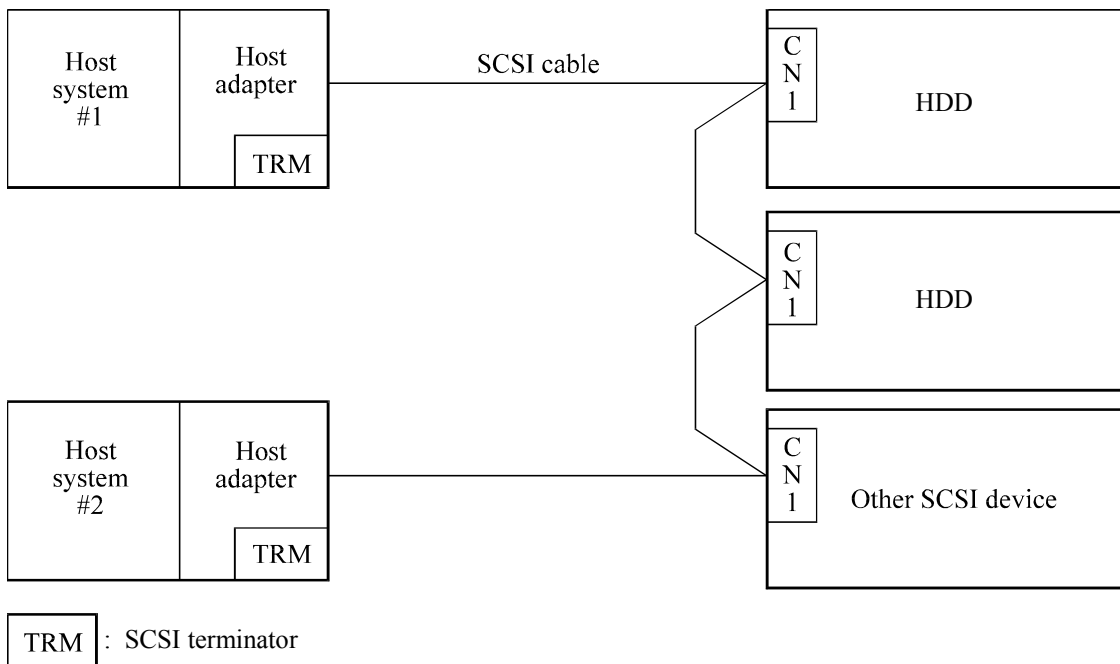 Host
system
#1
Host
adapter
TRM
SCSI cable
C
N
1
HDD
C
N
1
HDD
Host
system
#2
Host
adapter
TRM
C
N
1
Other SCSI device
TRM : SCSI terminator